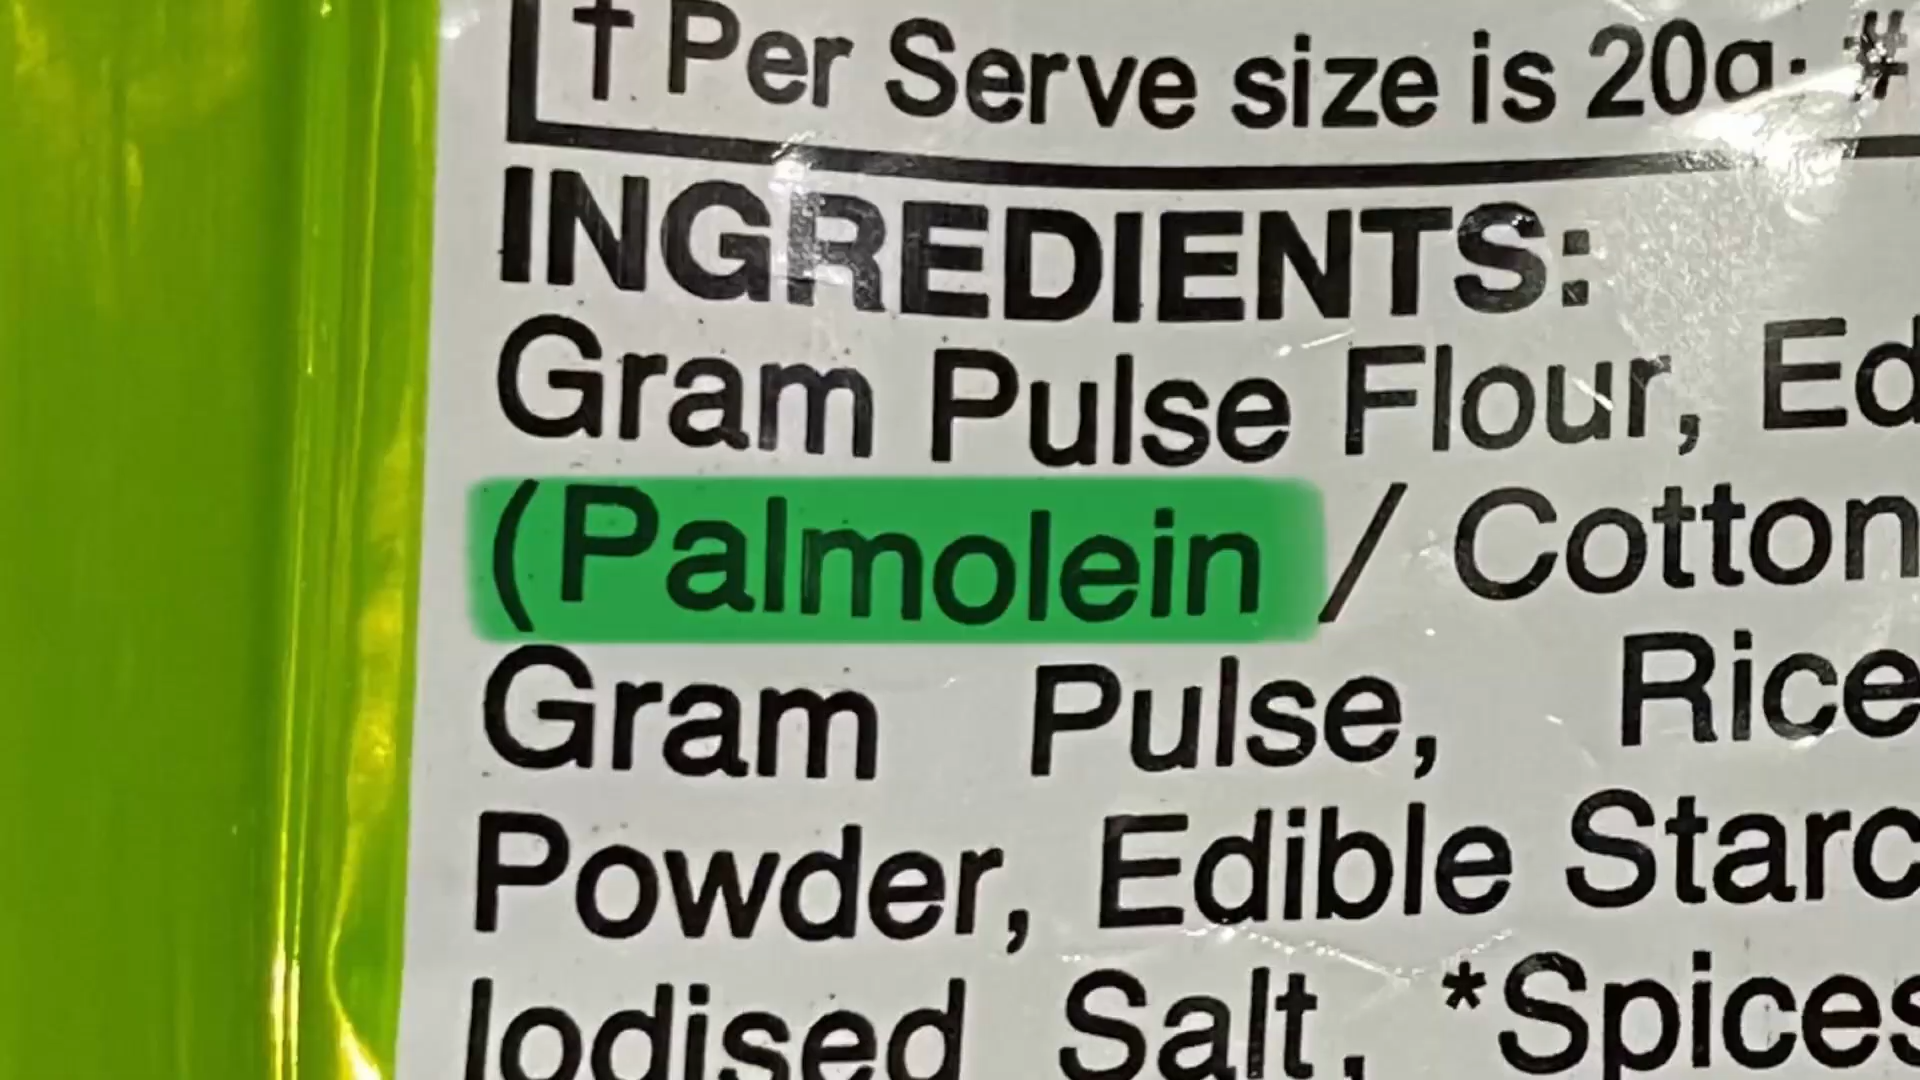 † Per Serve size is 20g; #
INGREDIENTS:
Gram Pulse Flour, Ed
(Palmolein / Cotton
Gram Pulse, Rice
Powder, Edible Starc
Iodised Salt, *Spices